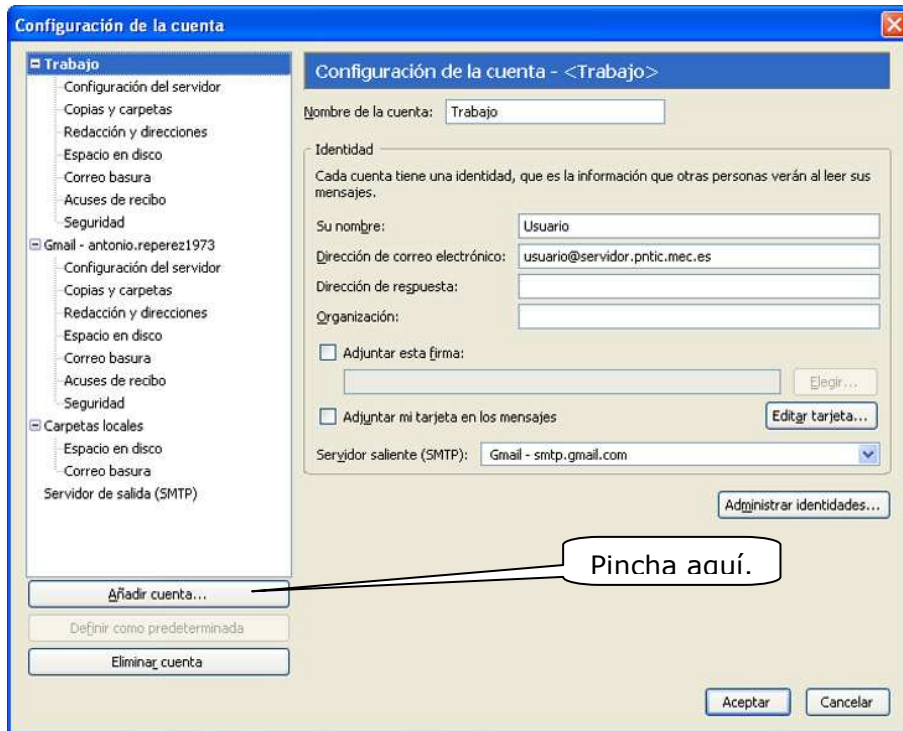 Configuración de la cuenta
Trabajo
Configuración del servidor
Copias y carpetas
Redacción y direcciones
Espacio en disco
Correo basura
Acuses de recibo
Seguridad
Gmail - antonio.reperez1973
Configuración del servidor
Copias y carpetas
Redacción y direcciones
Espacio en disco
Correo basura
Acuses de recibo
Seguridad
Carpetas locales
Espacio en disco
Correo basura
Servidor de salida (SMTP)
Añadir cuenta...
Definir como predeterminada
Eliminar cuenta
Configuración de la cuenta - <Trabajo>
Nombre de la cuenta: Trabajo
Identidad
Cada cuenta tiene una identidad, que es la información que otras personas verán al leer sus
mensajes.
Su nombre: Usuario
Dirección de correo electrónico: usuario@servidor.pntic.mec.es
Dirección de respuesta:
Organización:
Adjuntar esta firma:
Elegir...
Adjuntar mi tarjeta en los mensajes Editar tarjeta...
Servidor saliente (SMTP): Gmail - smtp.gmail.com
Administrar identidades...
Pincha aquí.
Aceptar Cancelar